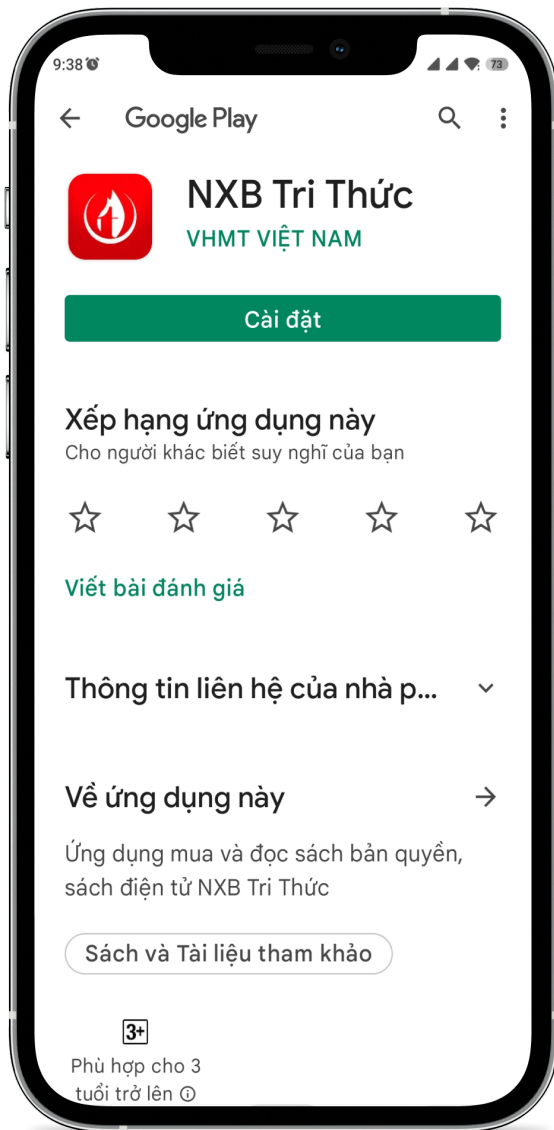 9:38
73
Google Play
NXB Tri Thức
VHMT VIỆT NAM
Cài đặt
Xếp hạng ứng dụng này
Cho người khác biết suy nghĩ của bạn
Viết bài đánh giá
Thông tin liên hệ của nhà p...
Về ứng dụng này
Ứng dụng mua và đọc sách bản quyền,
sách điện tử NXB Tri Thức
Sách và Tài liệu tham khảo
3+
Phù hợp cho 3
tuổi trở lên